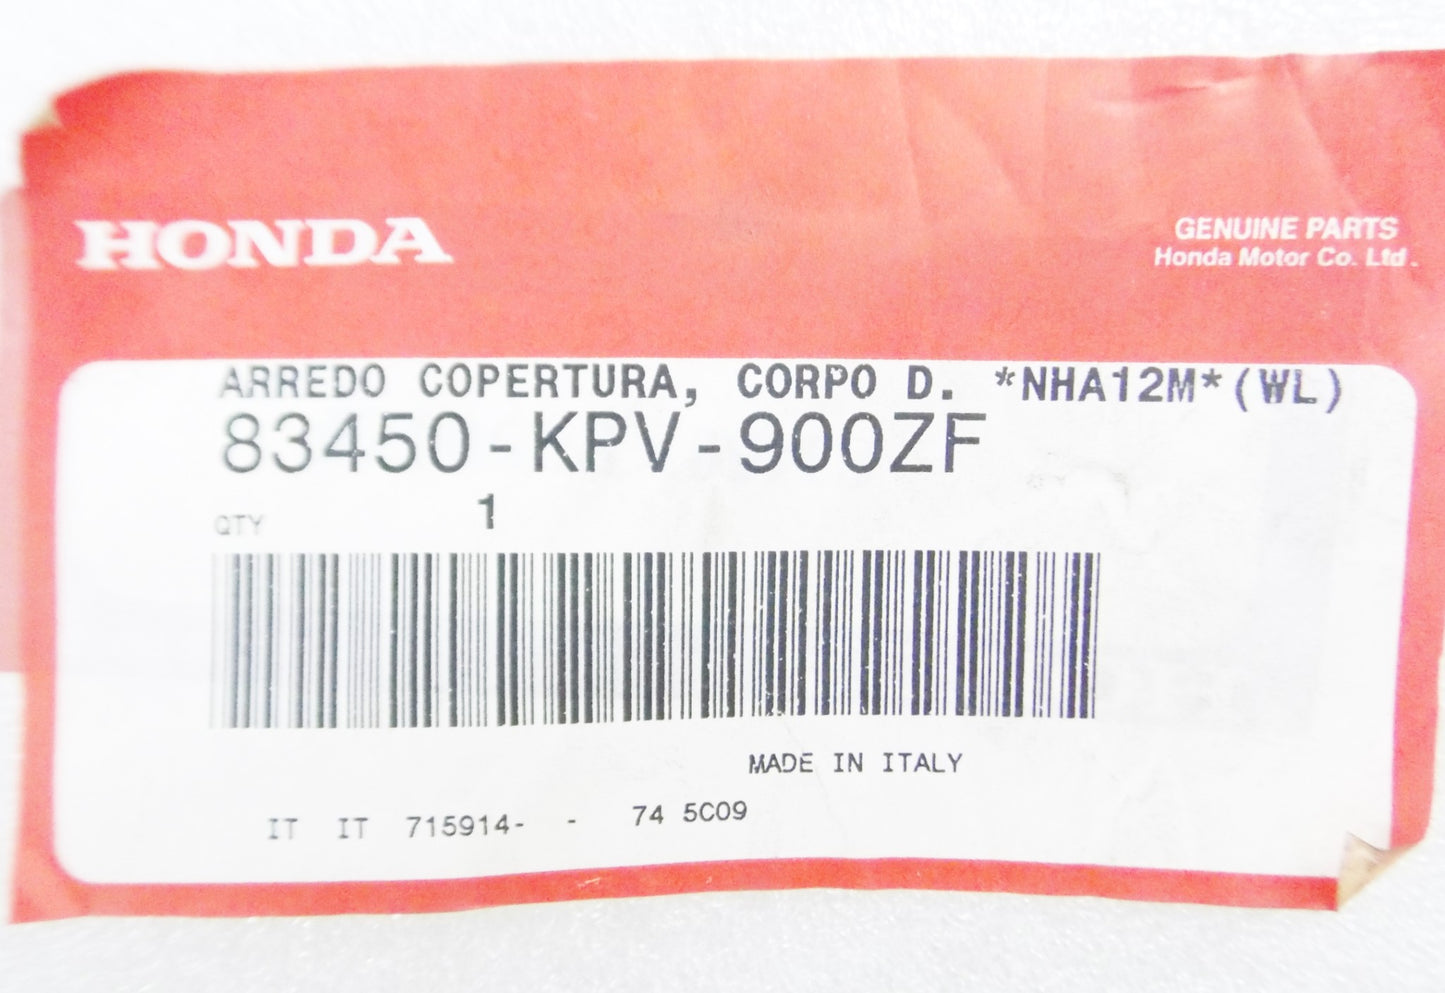 HONDA
GENUINE PARTS
Honda Motor Co. Ltd.
ARREDO COPERTURA, CORPO D. *NHA12M*(WL)
83450-KPV-900ZF
QTY 1
MADE IN ITALY
IT IT 715914- - 74 5C09